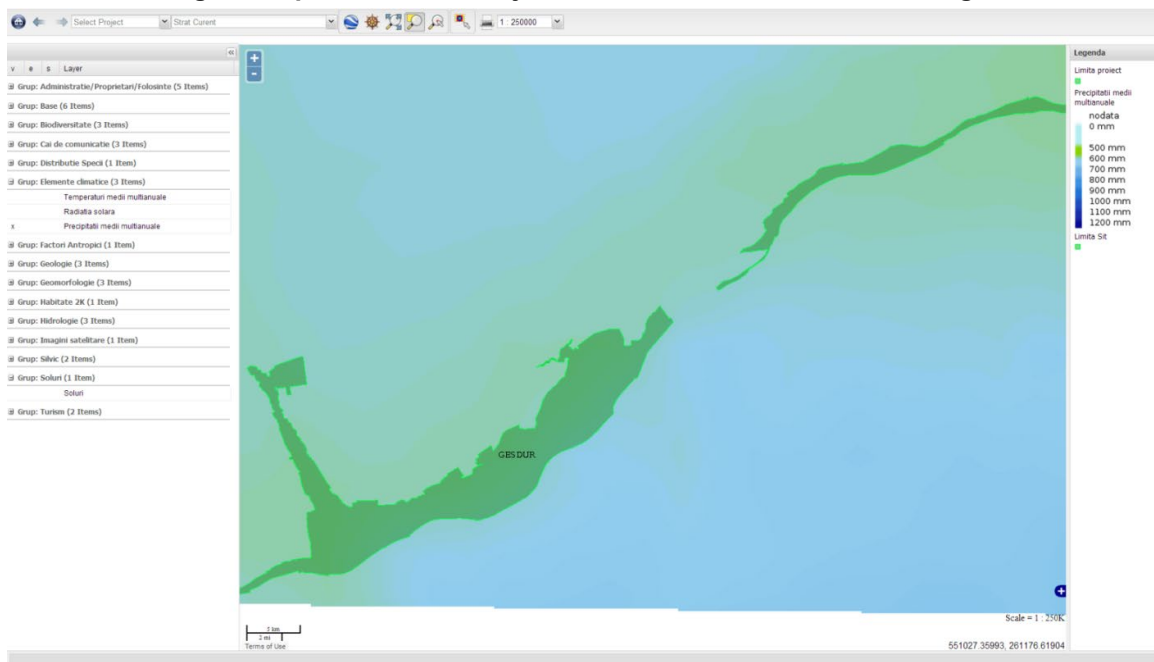 Select Project
Strat Curent
1 : 250000
v e s Layer
Grup: Administratie/Proprietari/Folosinte (5 Items)
Grup: Base (6 Items)
Grup: Biodiversitate (3 Items)
Grup: Cai de comunicatie (3 Items)
Grup: Distributie Specii (1 Item)
Grup: Elemente climatice (3 Items)
Temperaturi medii multianuale
Radiatia solara
x Precipitatii medii multianuale
Grup: Factori Antropici (1 Item)
Grup: Geologie (3 Items)
Grup: Geomorfologie (3 Items)
Grup: Habitate 2K (1 Item)
Grup: Hidrologie (3 Items)
Grup: Imagini satelitare (1 Item)
Grup: Silvic (2 Items)
Grup: Soluri (1 Item)
Soluri
Grup: Turism (2 Items)
GESDUR
2 mi
Terms of Use
Scale = 1 : 250K
551027.35993, 261176.61904
Legenda
Limita proiect
Precipitatii medii
multianuale
nodata
0 mm
500 mm
600 mm
700 mm
800 mm
900 mm
1000 mm
1100 mm
1200 mm
Limita Sit